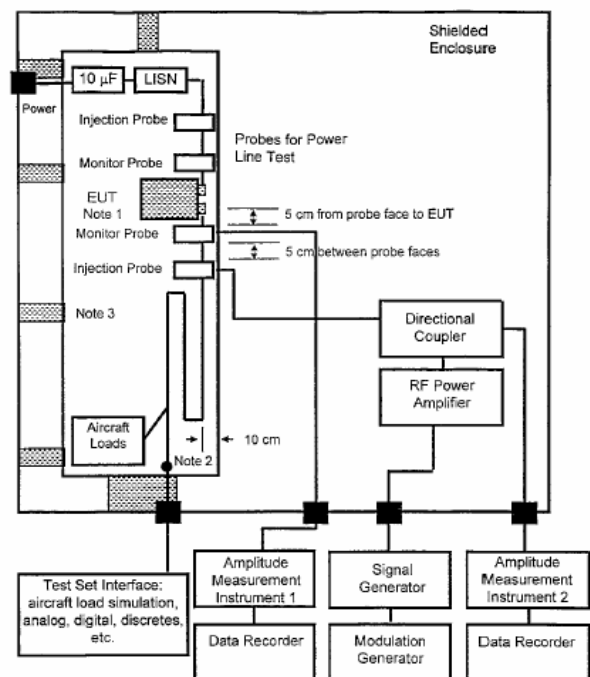 Shielded
Enclosure
10 µF
LISN
Power
Injection Probe
Probes for Power
Line Test
Monitor Probe
EUT
Note 1
5 cm from probe face to EUT
Monitor Probe
5 cm between probe faces
Injection Probe
Note 3
Directional
Coupler
RF Power
Amplifier
Aircraft
Loads
10 cm
Note 2
Test Set Interface:
aircraft load simulation,
analog, digital, discretes,
etc.
Amplitude
Measurement
Instrument 1
Data Recorder
Signal
Generator
Modulation
Generator
Amplitude
Measurement
Instrument 2
Data Recorder